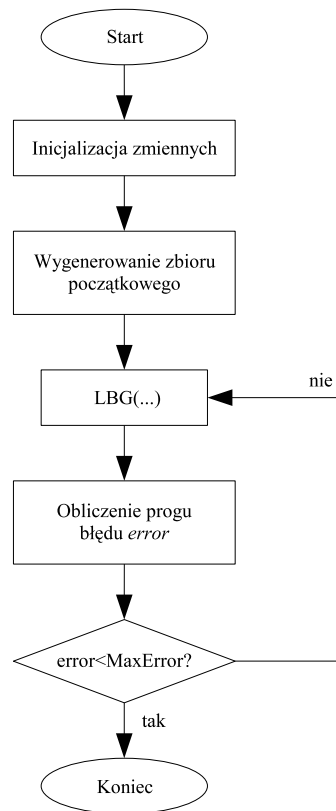 Start
Inicjalizacja zmiennych
Wygenerowanie zbioru
początkowego
nie
LBG(...)
Obliczenie progu
błędu error
error<MaxError?
tak
Koniec